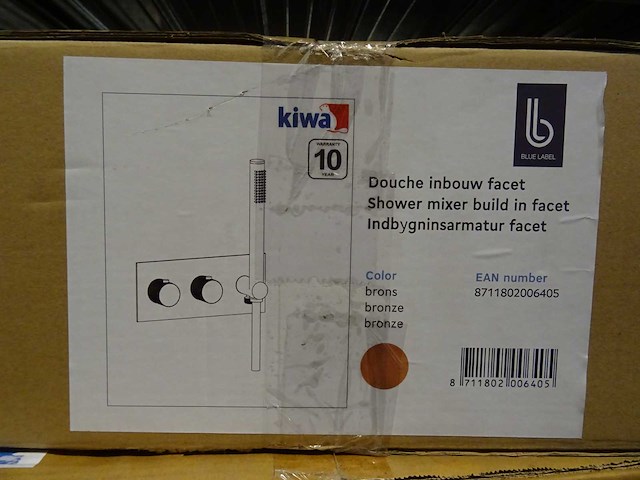 kiwa
WARRANTY
10
YEAR
BLUE LABEL
Douche inbouw facet
Shower mixer build in facet
Indbygninsarmatur facet
Color
brons
bronze
bronze
EAN number
8711802006405
8 711802 006405